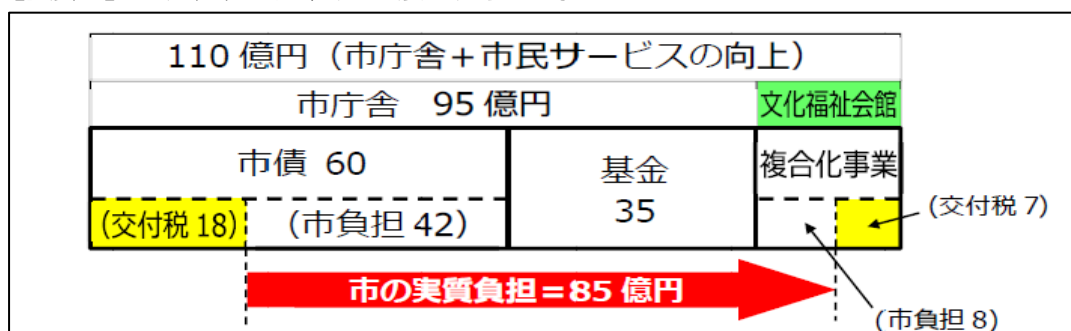 110 億円（市庁舎＋市民サービスの向上）
市庁舎 95 億円
文化福祉会館
市債 60
基金
35
複合化事業
(交付税 18)
(市負担 42)
(交付税 7)
市の実質負担＝85 億円
(市負担 8)